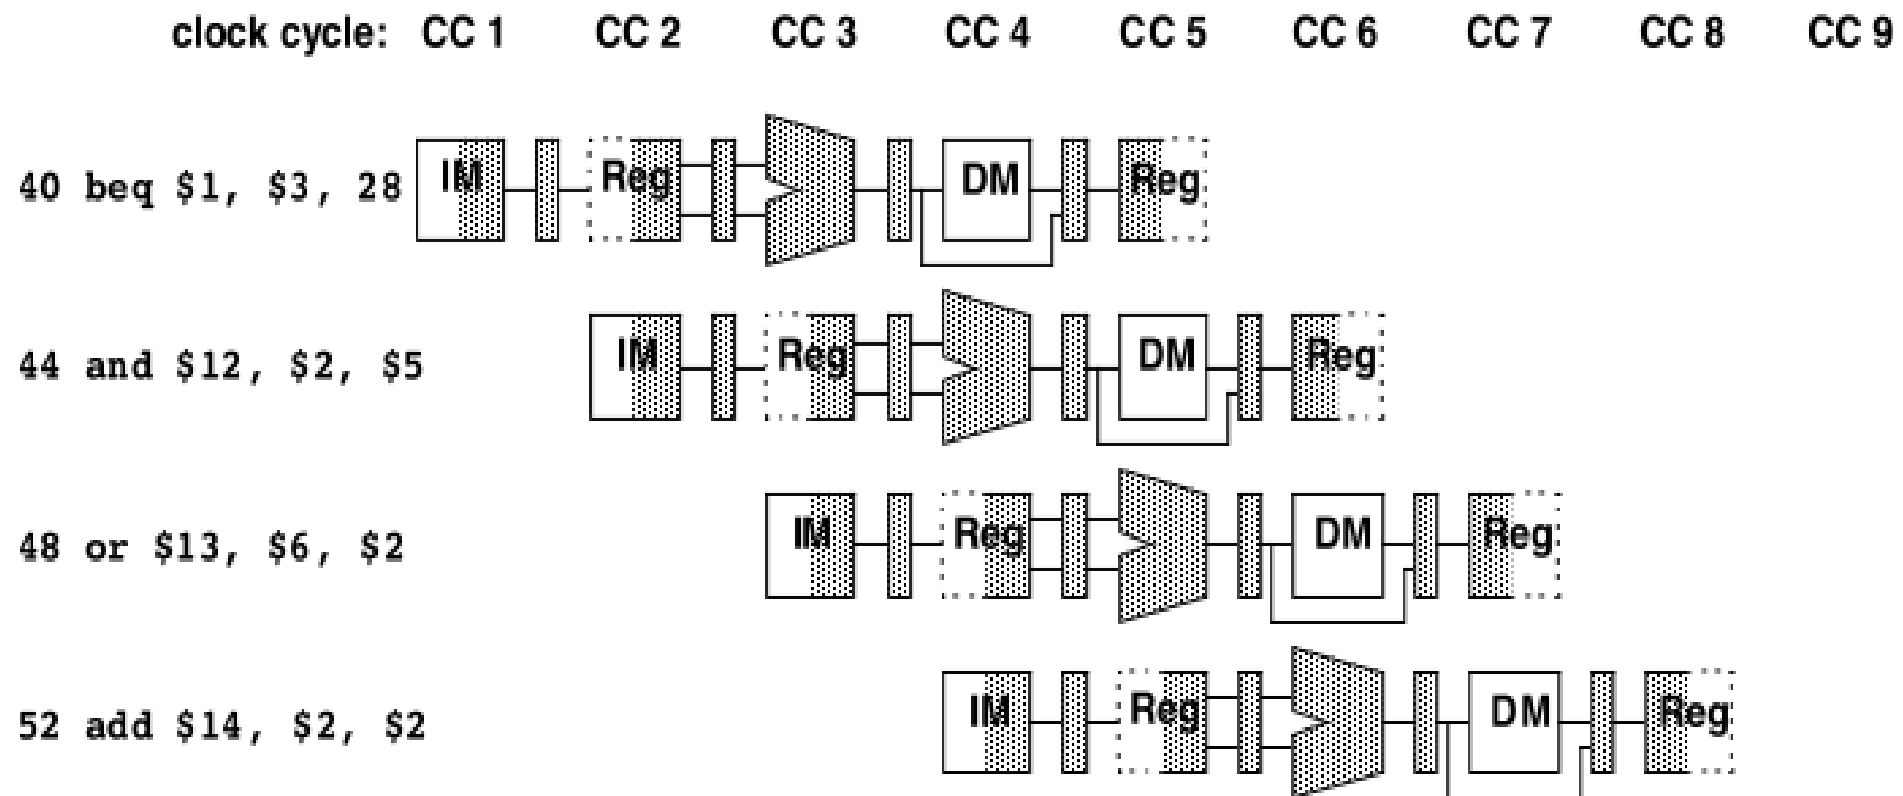 clock cycle: CC 1 CC 2 CC 3 CC 4 CC 5 CC 6 CC 7 CC 8 CC 9
40 beq $1, $3, 28 IM Reg DM Reg
44 and $12, $2, $5 IM Reg DM Reg
48 or $13, $6, $2 IM Reg DM Reg
52 add $14, $2, $2 IM Reg DM Reg